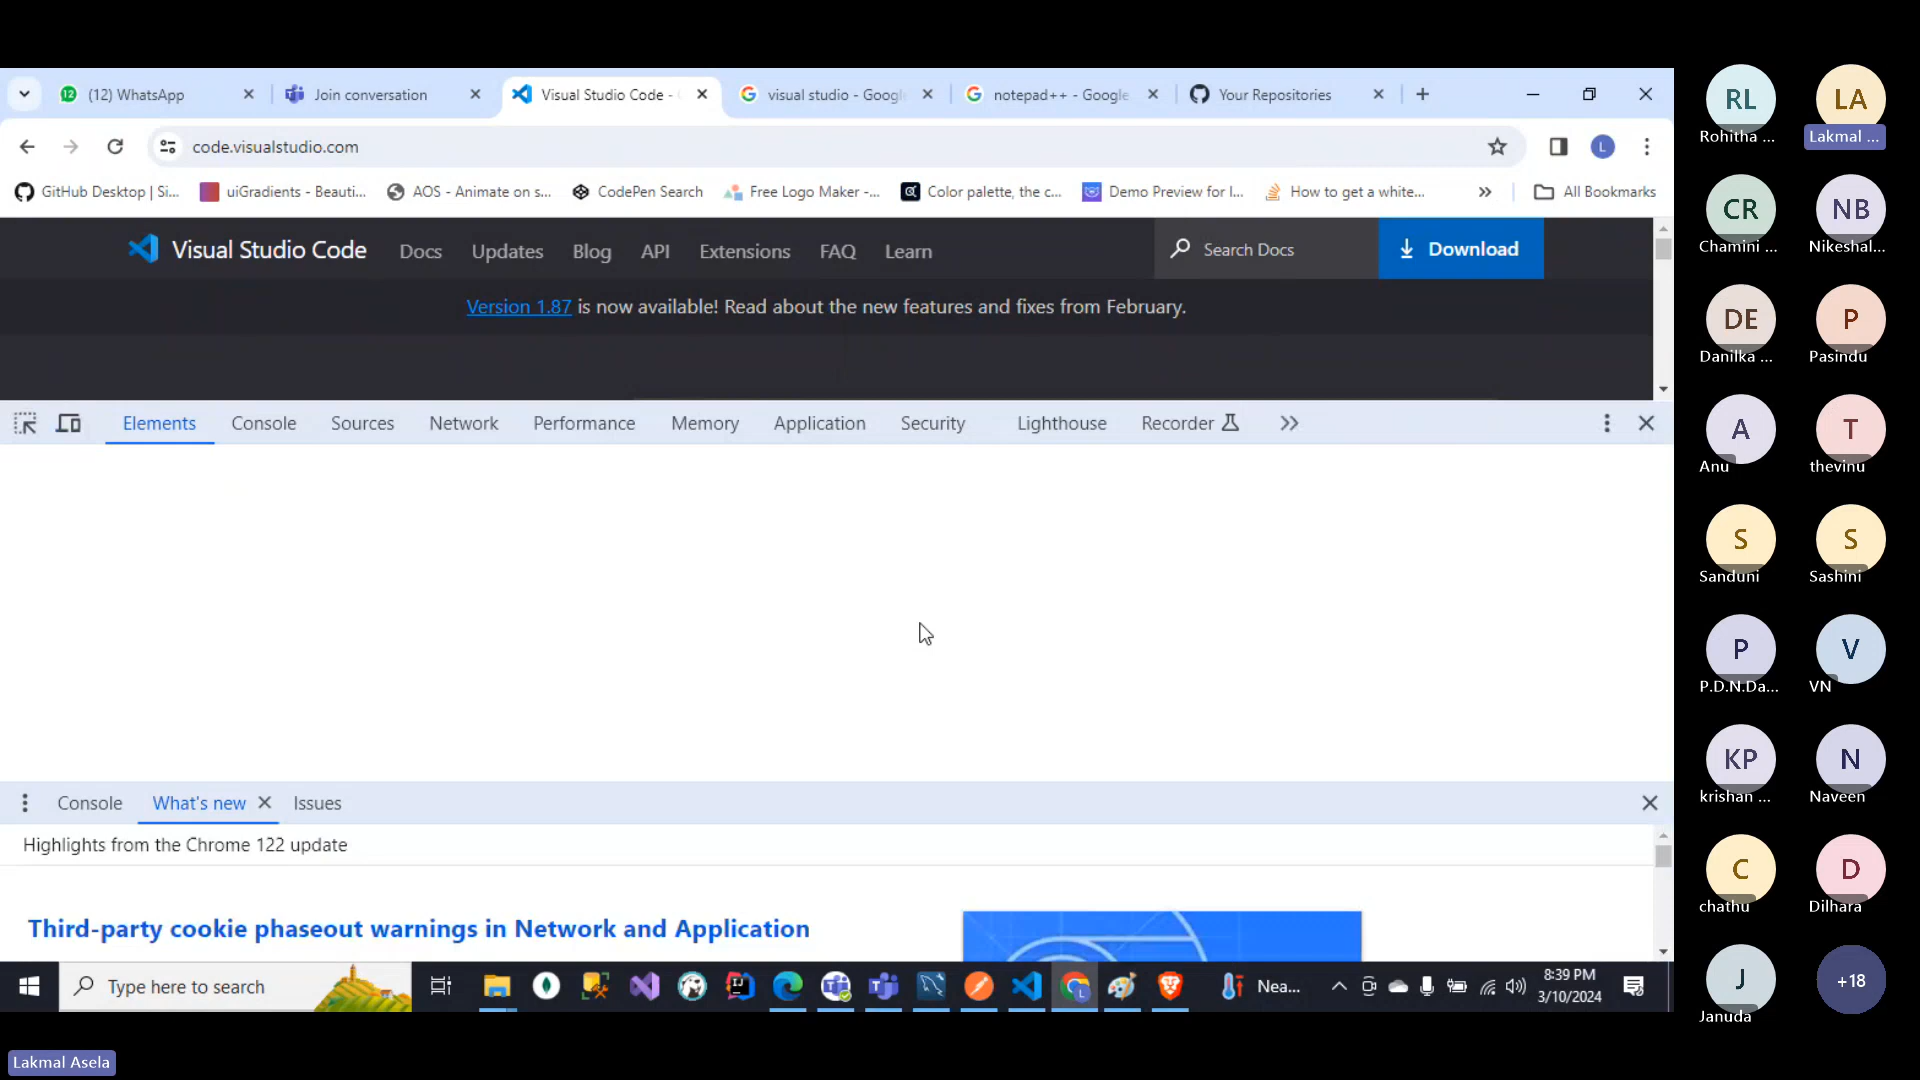 12 (12) WhatsApp
Join conversation
Visual Studio Code -
visual studio - Googl
notepad++ - Google
Your Repositories
code.visualstudio.com
L
GitHub Desktop | Si...
uiGradients - Beauti...
AOS - Animate on s...
CodePen Search
Free Logo Maker -...
Color palette, the c...
Demo Preview for l...
How to get a white...
All Bookmarks
Visual Studio Code
Docs
Updates
Blog
API
Extensions
FAQ
Learn
Search Docs
Download
Version 1.87 is now available! Read about the new features and fixes from February.
Elements
Console
Sources
Network
Performance
Memory
Application
Security
Lighthouse
Recorder
Console
What's new
Issues
Highlights from the Chrome 122 update
Third-party cookie phaseout warnings in Network and Application
Type here to search
Nea...
8:39 PM
3/10/2024
Lakmal Asela
RL
Rohitha ...
LA
Lakmal ...
CR
Chamini ...
NB
Nikeshal...
DE
Danilka ...
P
Pasindu
A
Anu
T
thevinu
S
Sanduni
S
Sashini
P
P.D.N.Da...
V
VN
KP
krishan ...
N
Naveen
C
chathu
D
Dilhara
J
Januda
+18